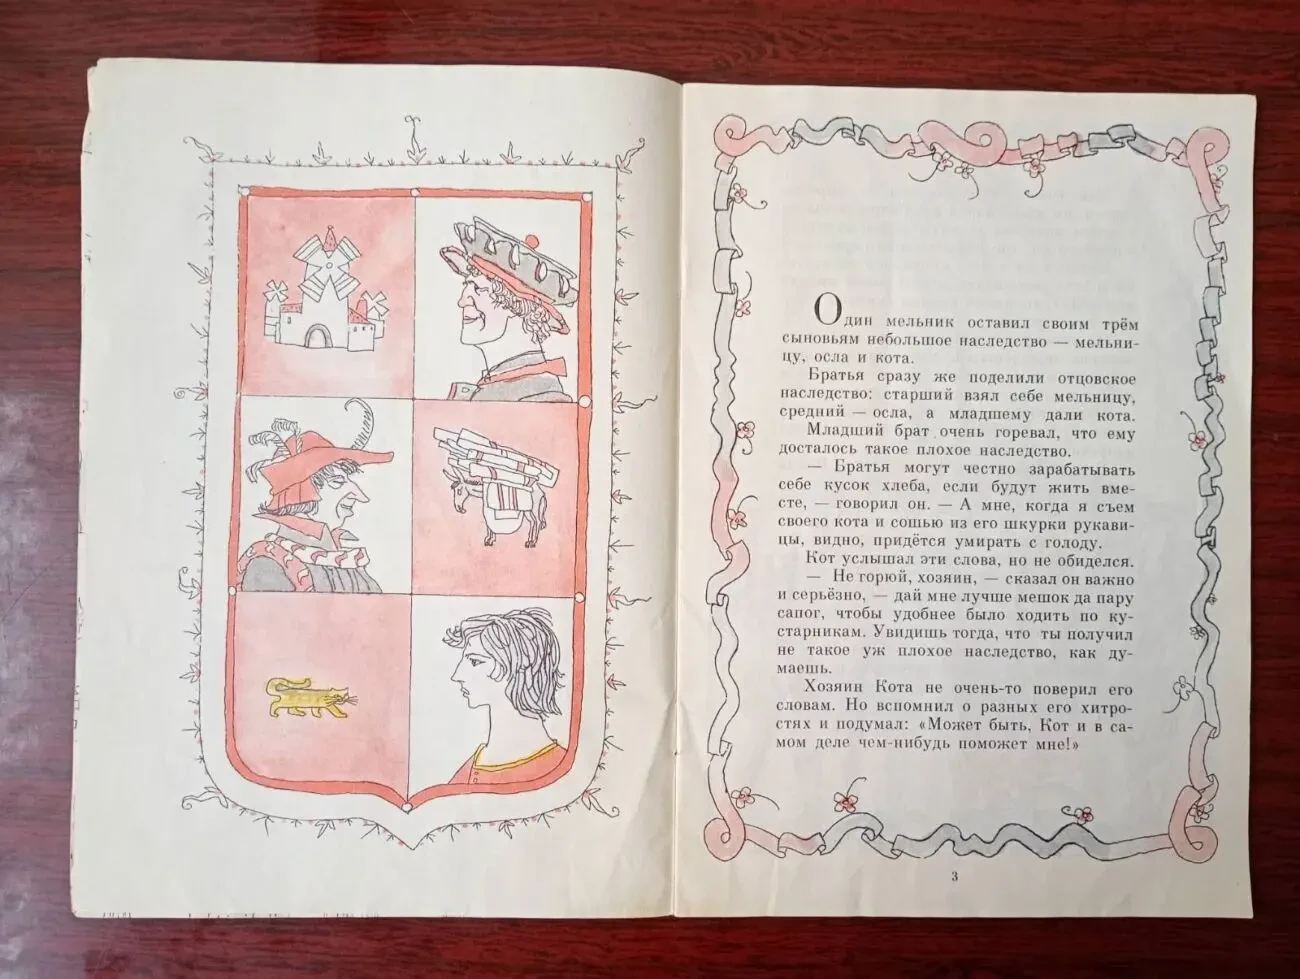 Один мельник оставил своим трём
сыновьям небольшое наследство — мельни-
цу, осла и кота.
Братья сразу же поделили отцовское
наследство: старший взял себе мельницу,
средний — осла, а младшему дали кота.
Младший брат очень горевал, что ему
досталось такое плохое наследство.
— Братья могут честно зарабатывать
себе кусок хлеба, если будут жить вме-
сте, — говорил он. — А мне, когда я съем
своего кота и сошью из его шкурки рукави-
цы, видно, придётся умирать с голоду.
Кот услышал эти слова, но не обиделся.
— Не горюй, хозяин, — сказал он важно
и серьёзно, — дай мне лучше мешок да пару
сапог, чтобы удобнее было ходить по ку-
старникам. Увидишь тогда, что ты получил
не такое уж плохое наследство, как ду-
маешь.
Хозяин Кота не очень-то поверил его
словам. Но вспомнил о разных его хитро-
стях и подумал: «Может быть, Кот и в са-
мом деле чем-нибудь поможет мне!»
3